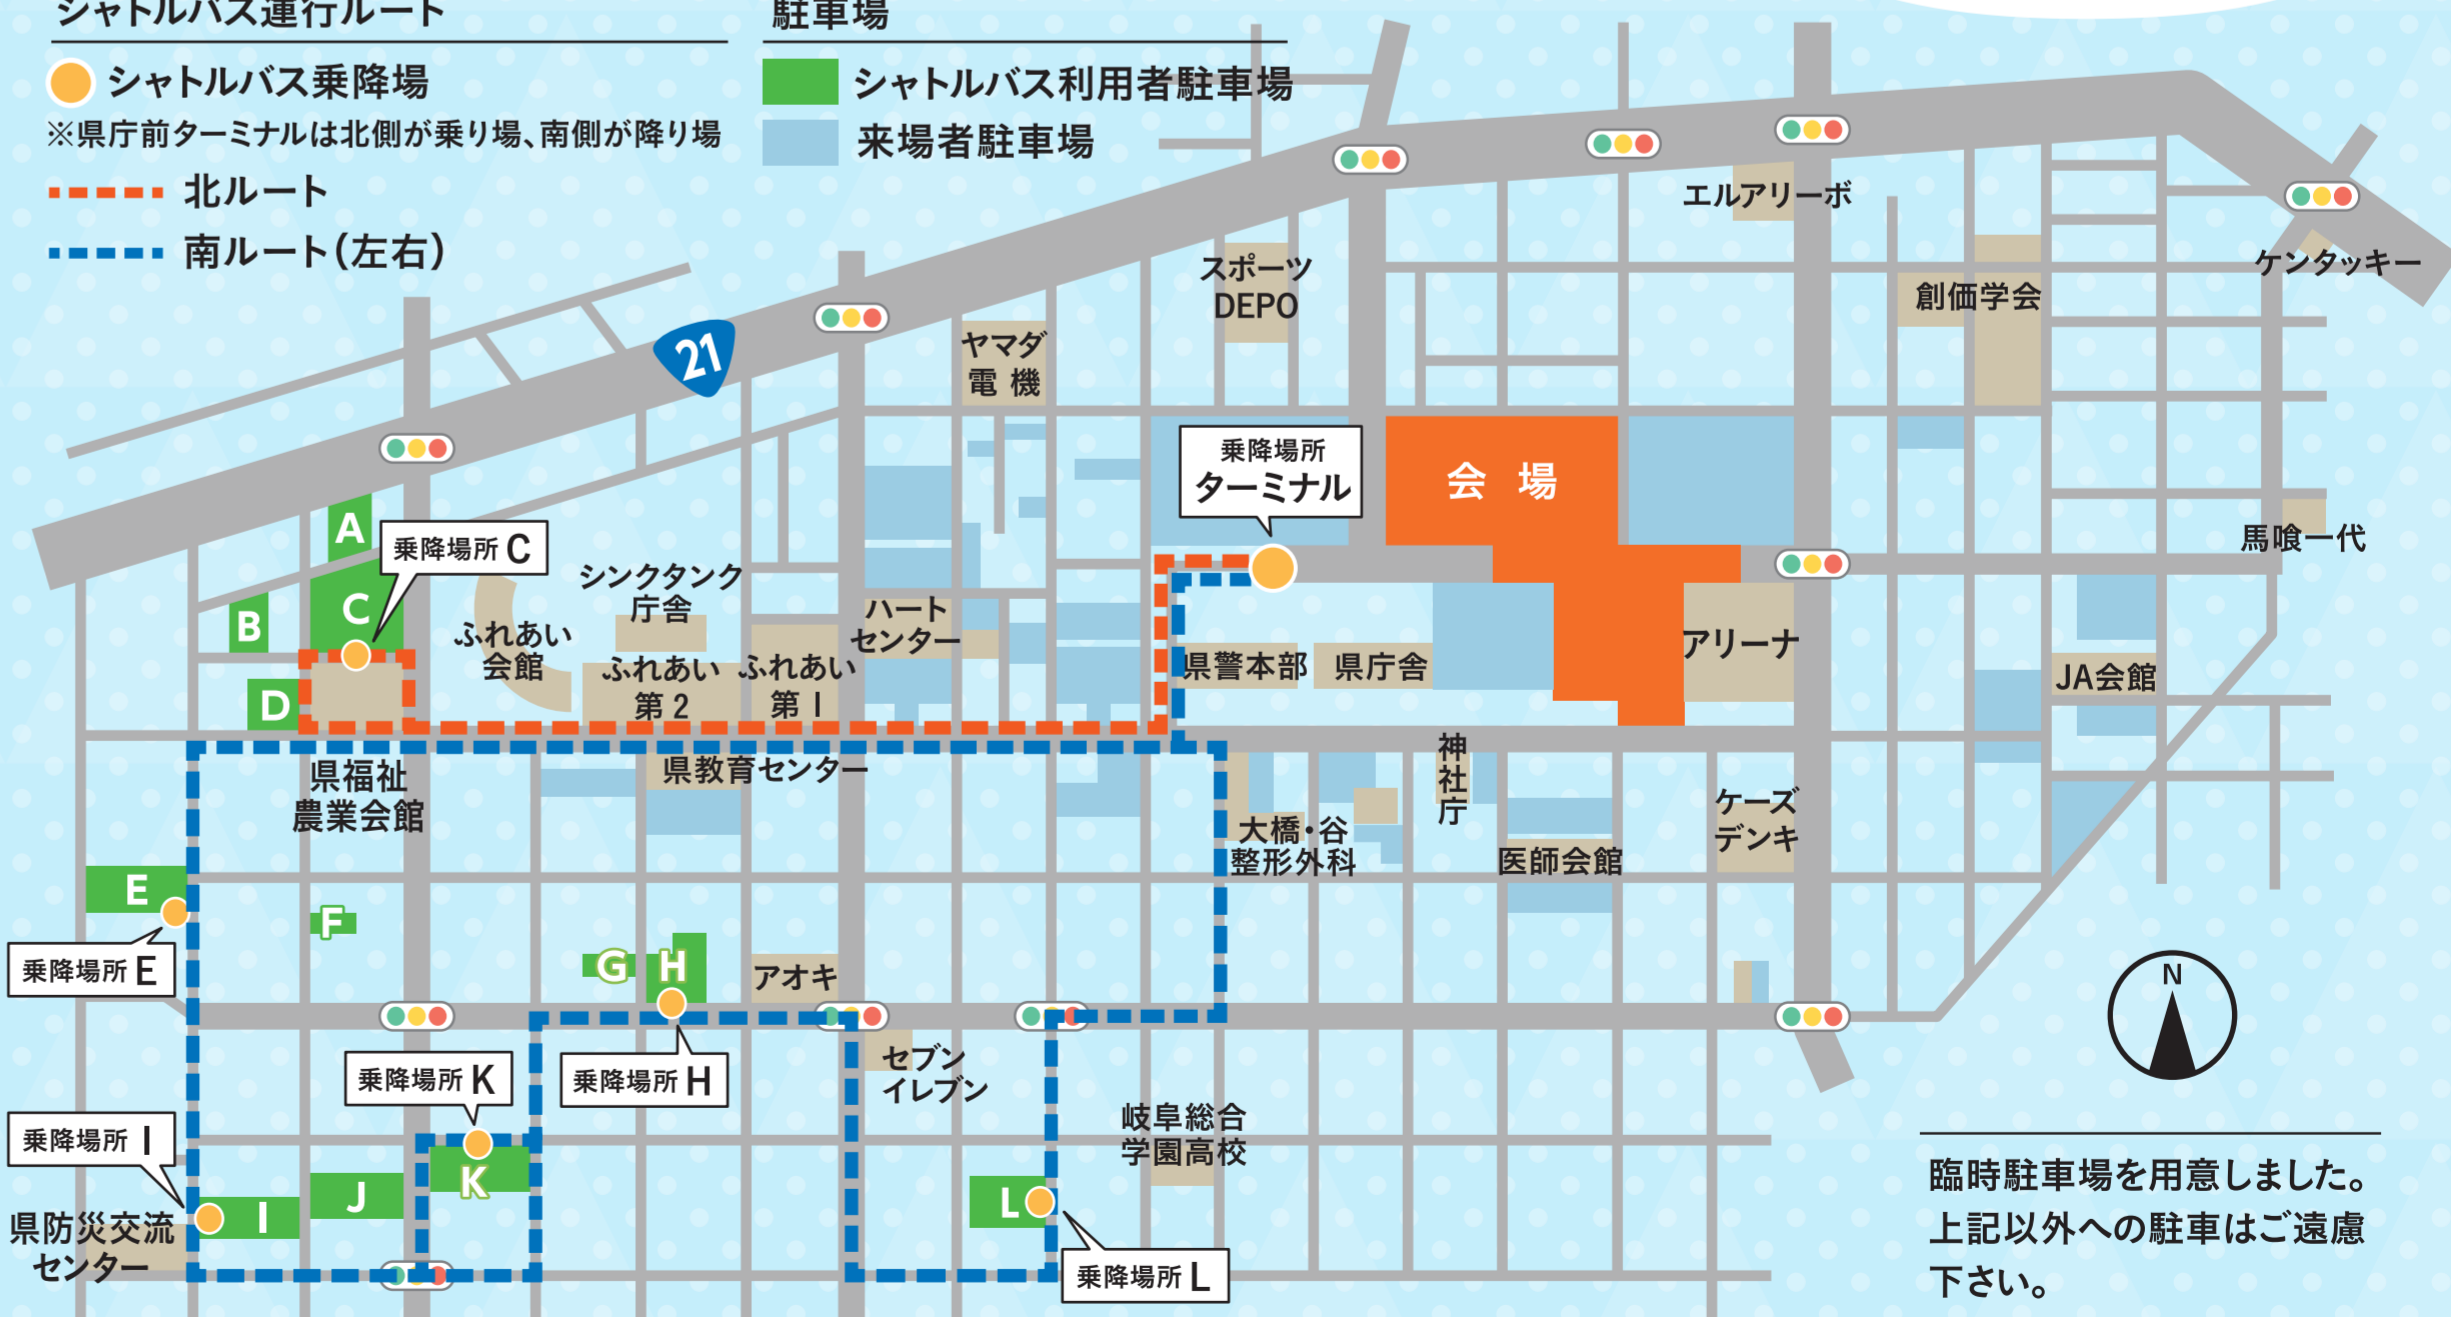 シャトルバス運行ルート
シャトルバス乗降場
※県庁前ターミナルは北側が乗り場、南側が降り場
北ルート
南ルート(左右)
駐車場
シャトルバス利用者駐車場
来場者駐車場
21
エルアリーボ
ケンタッキー
創価学会
スポーツ
DEPO
ヤマダ
電機
乗降場所
ターミナル
会場
馬喰一代
A
乗降場所 C
C
B
D
シンクタンク
庁舎
ふれあい
会館
ふれあい
第2
ふれあい
第1
ハート
センター
県警本部
県庁舎
アリーナ
JA会館
県福祉
農業会館
県教育センター
神社庁
大橋・谷
整形外科
医師会館
ケーズ
デンキ
E
乗降場所 E
F
G
H
アオキ
乗降場所 K
乗降場所 H
セブン
イレブン
岐阜総合
学園高校
乗降場所 I
I
J
K
L
乗降場所 L
県防災交流
センター
N
臨時駐車場を用意しました。
上記以外への駐車はご遠慮
下さい。